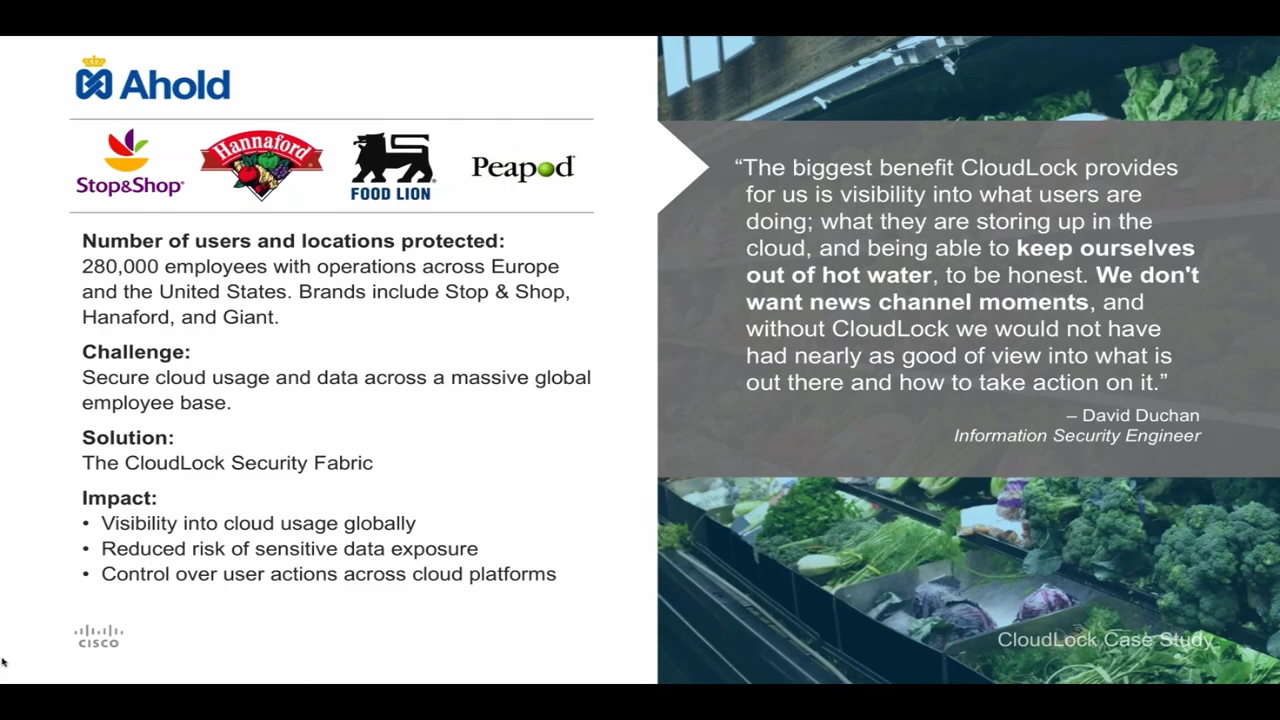 Ahold
Stop&Shop
Hannaford
FOOD LION
Peapod
Number of users and locations protected:
280,000 employees with operations across Europe
and the United States. Brands include Stop & Shop,
Hanaford, and Giant.
Challenge:
Secure cloud usage and data across a massive global
employee base.
Solution:
The CloudLock Security Fabric
Impact:
• Visibility into cloud usage globally
• Reduced risk of sensitive data exposure
• Control over user actions across cloud platforms
CISCO
“The biggest benefit CloudLock provides
for us is visibility into what users are
doing; what they are storing up in the
cloud, and being able to keep ourselves
out of hot water, to be honest. We don't
want news channel moments, and
without CloudLock we would not have
had nearly as good of view into what is
out there and how to take action on it.”
– David Duchan
Information Security Engineer
CloudLock Case Study